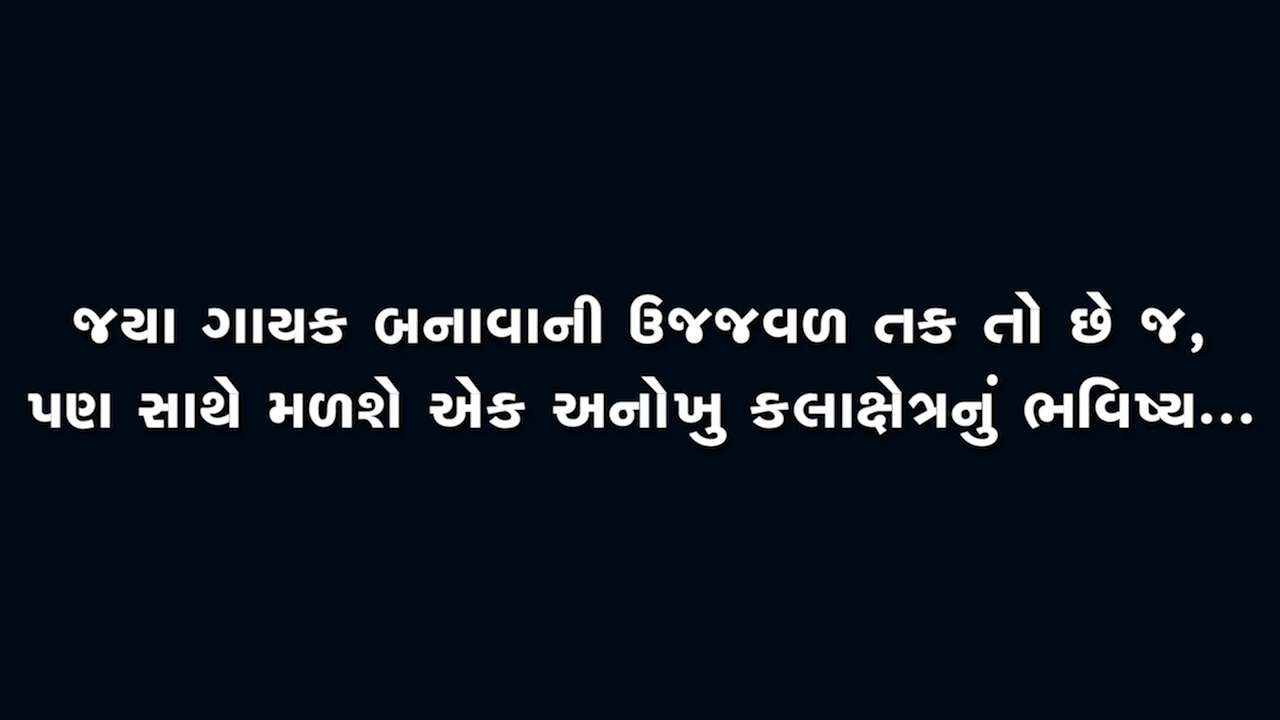 જયા ગાયક બનાવાની ઉજજવળ તક તો છે જ,
પણ સાથે મળશે એક અનોખુ કલાક્ષેત્રનું ભવિષ્ય...